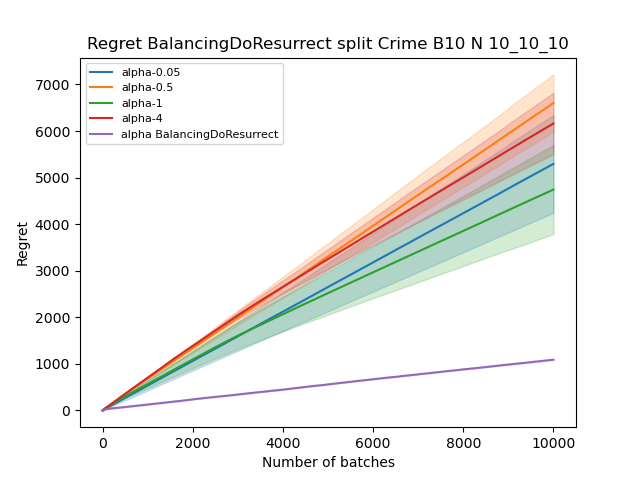 Regret BalancingDoResurrect split Crime B10 N 10_10_10
alpha-0.05
alpha-0.5
alpha-1
alpha-4
alpha BalancingDoResurrect
7000
6000
5000
4000
3000
2000
1000
0
Regret
0 2000 4000 6000 8000 10000
Number of batches